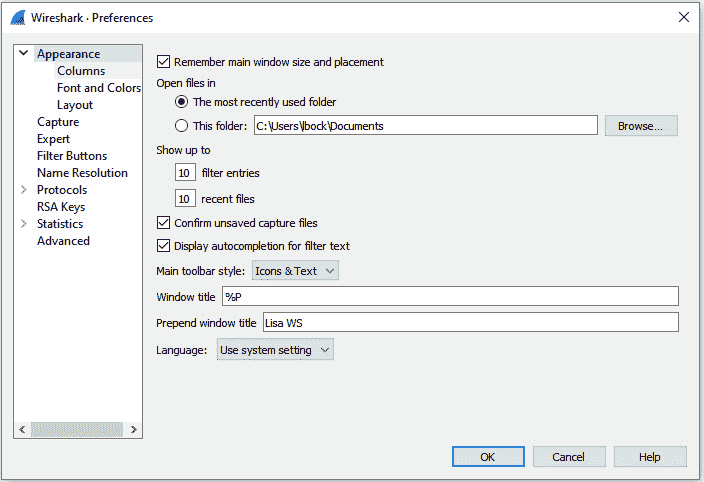 Wireshark · Preferences
Appearance
Columns
Font and Colors
Layout
Capture
Expert
Filter Buttons
Name Resolution
Protocols
RSA Keys
Statistics
Advanced
Remember main window size and placement
Open files in
The most recently used folder
This folder: C:\Users\lbock\Documents Browse...
Show up to
10 filter entries
10 recent files
Confirm unsaved capture files
Display autocompletion for filter text
Main toolbar style: Icons & Text
Window title %P
Prepend window title Lisa WS
Language: Use system setting
OK Cancel Help